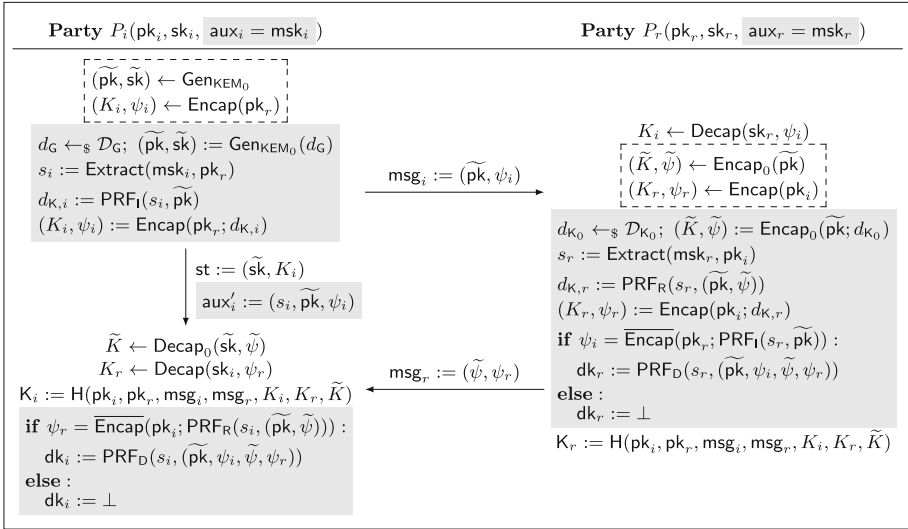 Party P_i(pk_i, sk_i, aux_i = msk_i)
(p̃k, s̃k) ← Gen_KEM₀
(K_i, ψ_i) ← Encap(pk_r)
d_G ←$ 𝒟_G; (p̃k, s̃k) := Gen_KEM₀(d_G)
s_i := Extract(msk_i, pk_r)
d_K,i := PRF_I(s_i, p̃k)
(K_i, ψ_i) := Encap(pk_r; d_K,i)
st := (s̃k, K_i)
aux′_i := (s_i, p̃k, ψ_i)
K̃ ← Decap₀(s̃k, ψ̃)
K_r ← Decap(sk_i, ψ_r)
K_i := H(pk_i, pk_r, msg_i, msg_r, K_i, K_r, K̃)
if ψ_r = E̅n̅c̅a̅p̅(pk_i; PRF_R(s_i, (p̃k, ψ̃))) :
dk_i := PRF_D(s_i, (p̃k, ψ_i, ψ̃, ψ_r))
else :
dk_i := ⊥
msg_i := (p̃k, ψ_i)
msg_r := (ψ̃, ψ_r)
Party P_r(pk_r, sk_r, aux_r = msk_r)
K_i ← Decap(sk_r, ψ_i)
(K̃, ψ̃) ← Encap₀(p̃k)
(K_r, ψ_r) ← Encap(pk_i)
d_K₀ ←$ 𝒟_K₀; (K̃, ψ̃) := Encap₀(p̃k; d_K₀)
s_r := Extract(msk_r, pk_i)
d_K,r := PRF_R(s_r, (p̃k, ψ̃))
(K_r, ψ_r) := Encap(pk_i; d_K,r)
if ψ_i = E̅n̅c̅a̅p̅(pk_r; PRF_I(s_r, p̃k)) :
dk_r := PRF_D(s_r, (p̃k, ψ_i, ψ̃, ψ_r))
else :
dk_r := ⊥
K_r := H(pk_i, pk_r, msg_i, msg_r, K_i, K_r, K̃)